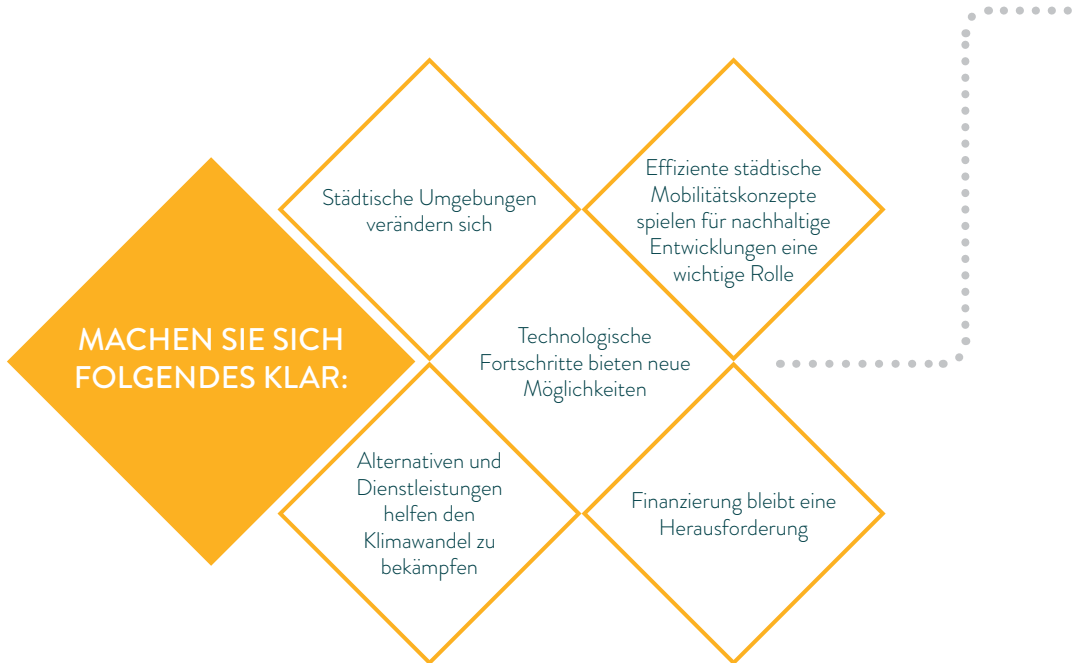 MACHEN SIE SICH
FOLGENDES KLAR:
Städtische Umgebungen
verändern sich
Effiziente städtische
Mobilitätskonzepte
spielen für nachhaltige
Entwicklungen eine
wichtige Rolle
Technologische
Fortschritte bieten neue
Möglichkeiten
Alternativen und
Dienstleistungen
helfen den
Klimawandel zu
bekämpfen
Finanzierung bleibt eine
Herausforderung